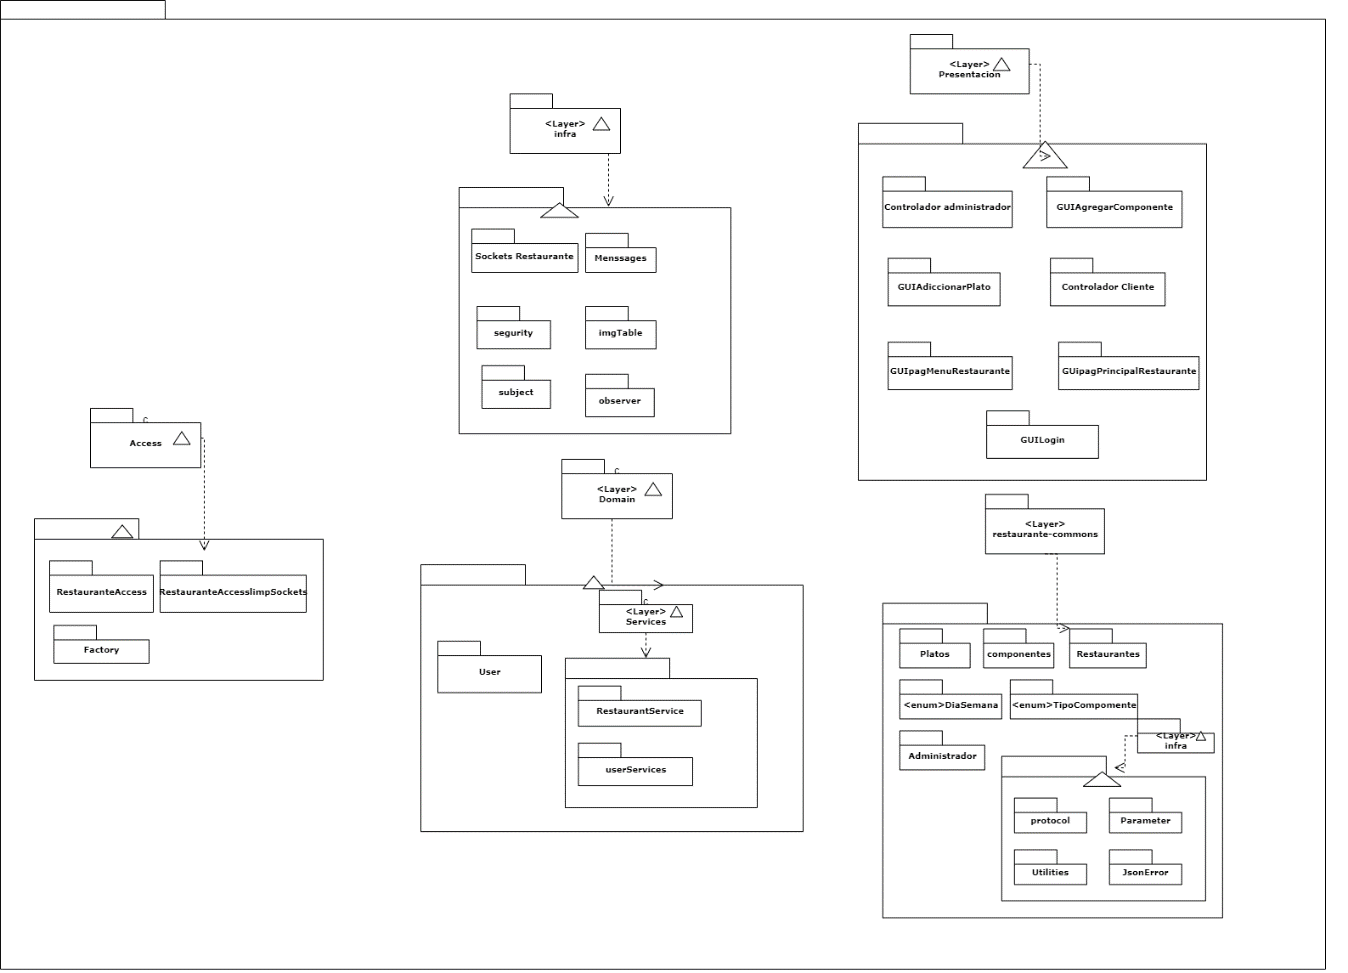 <Layer>
Presentacion
<Layer>
infra
Controlador administrador
GUIAgregarComponente
Sockets Restaurante
Menssages
GUIAdiccionarPlato
Controlador Cliente
segurity
imgTable
GUIpagMenuRestaurante
GUipagPrincipalRestaurante
subject
observer
GUILogin
C
Access
C
<Layer>
Domain
<Layer>
restaurante-commons
RestauranteAccess
RestauranteAccesslimpSockets
Factory
C
<Layer>
Services
User
RestaurantService
userServices
Platos
componentes
Restaurantes
<enum>DiaSemana
<enum>TipoCompomente
<Layer>
infra
Administrador
protocol
Parameter
Utilities
JsonError